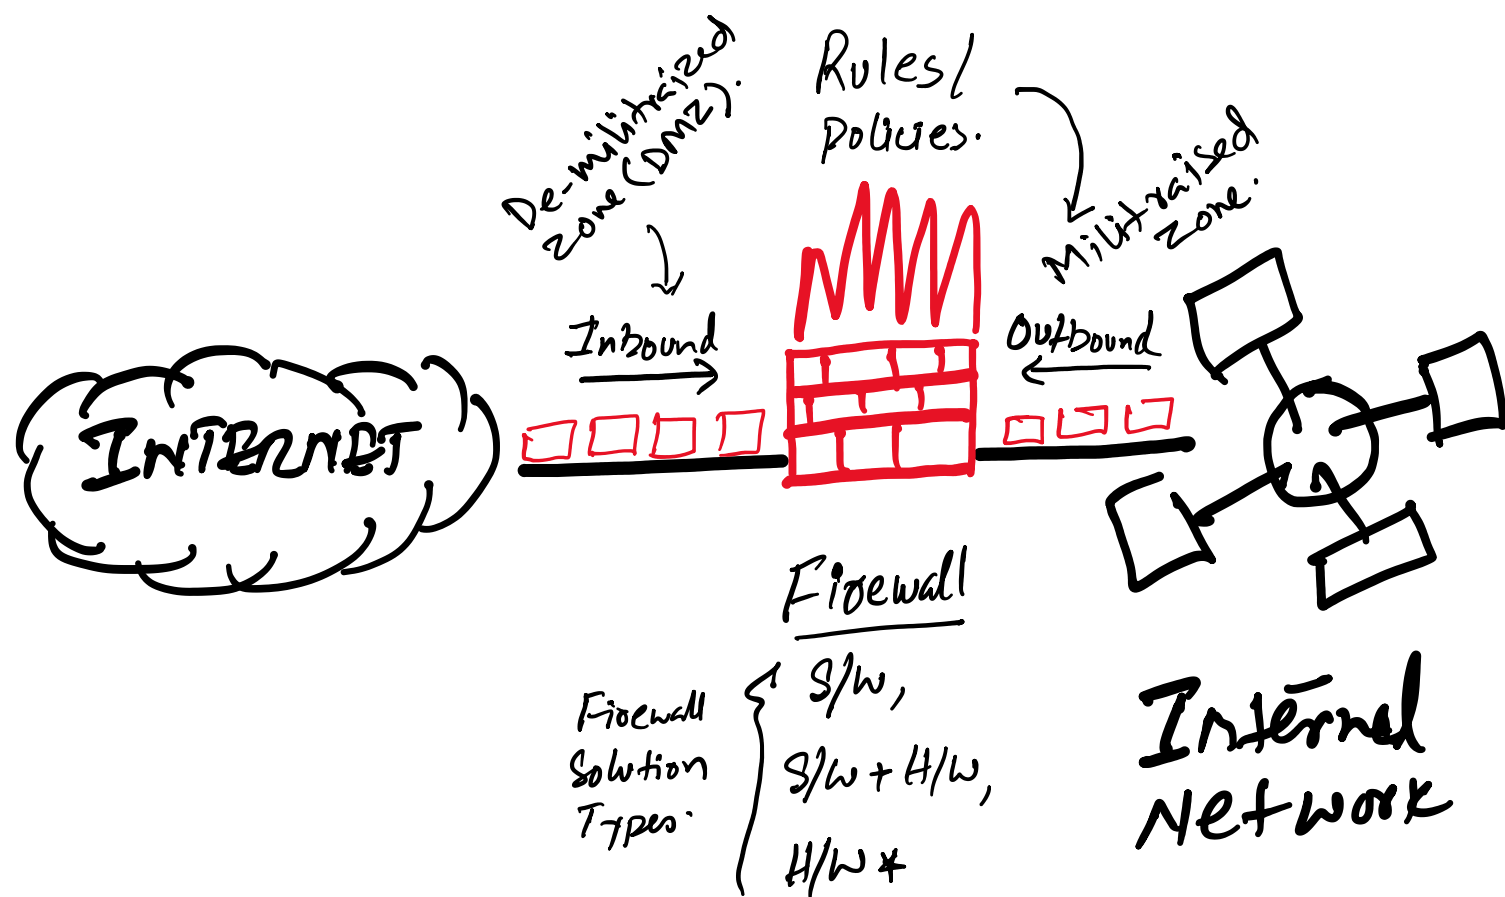 De-militraized
zone (DMZ).
Rules/
policies.
Militraised
zone.
Inbound
Outbound
INTERNET
Firewall
Firewall
Solution
Types.
S/W,
S/W + H/W,
H/W *
Internal
Network